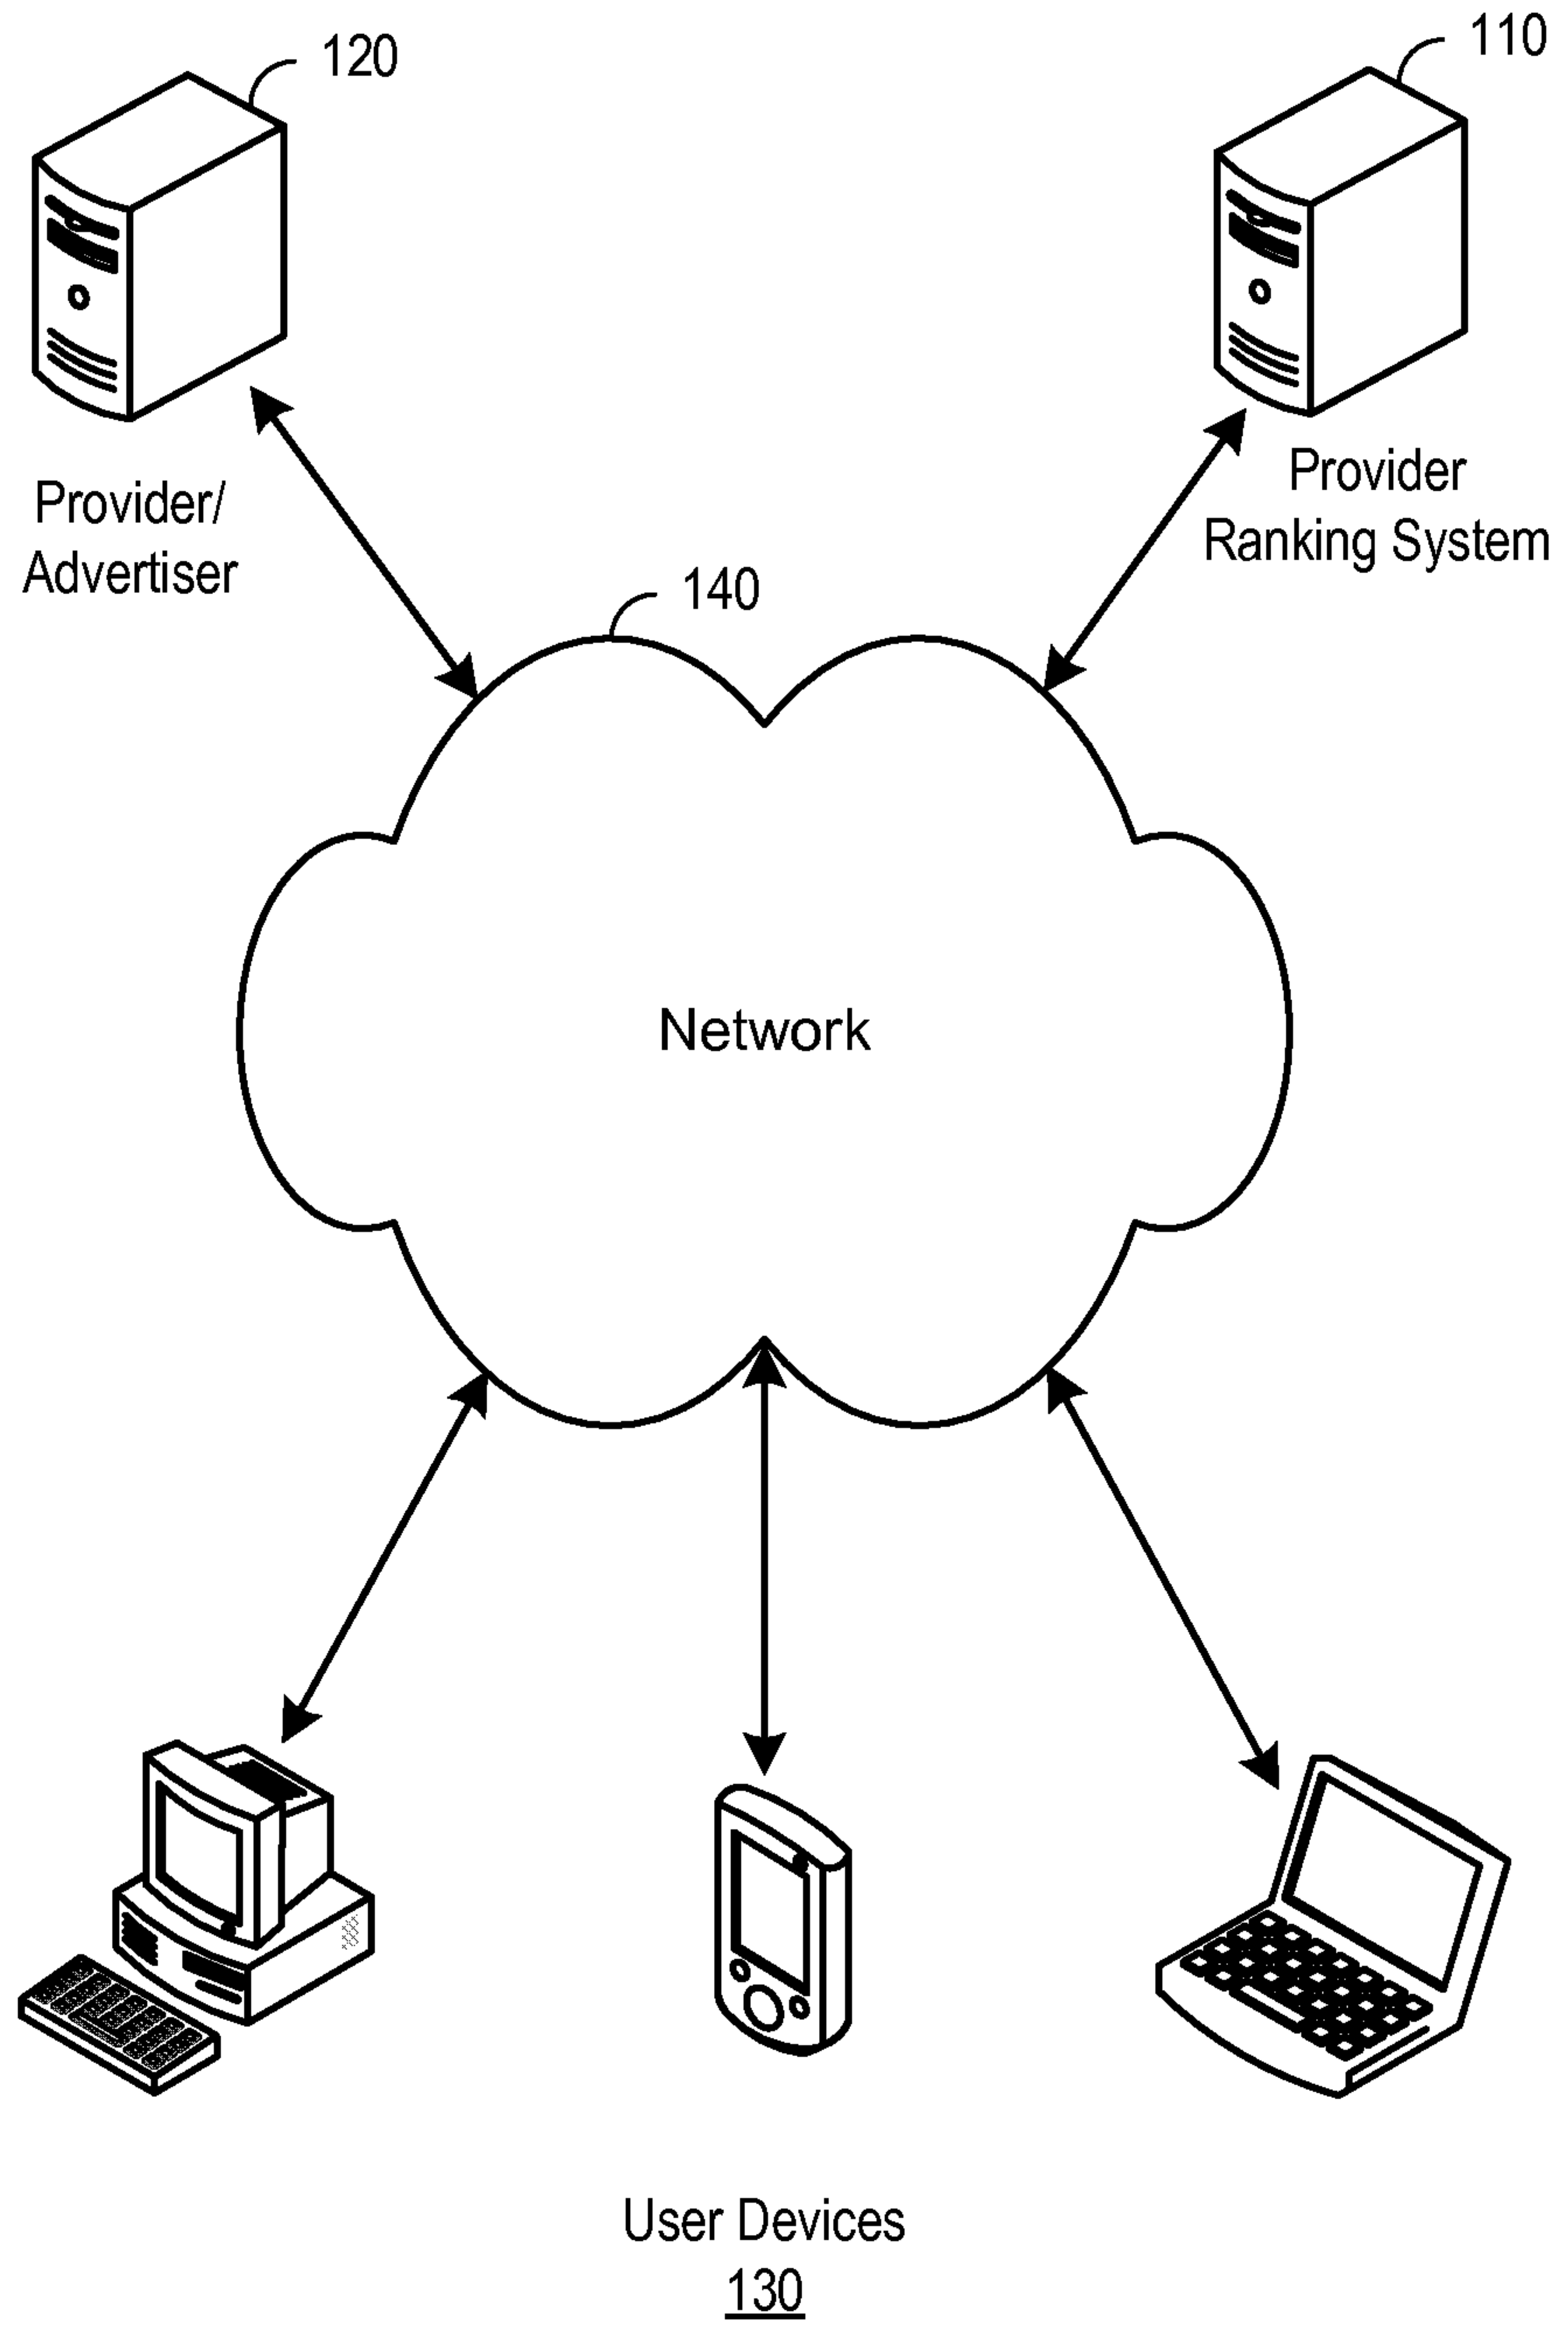 120
110
Provider/
Advertiser
Provider
Ranking System
140
Network
User Devices
130